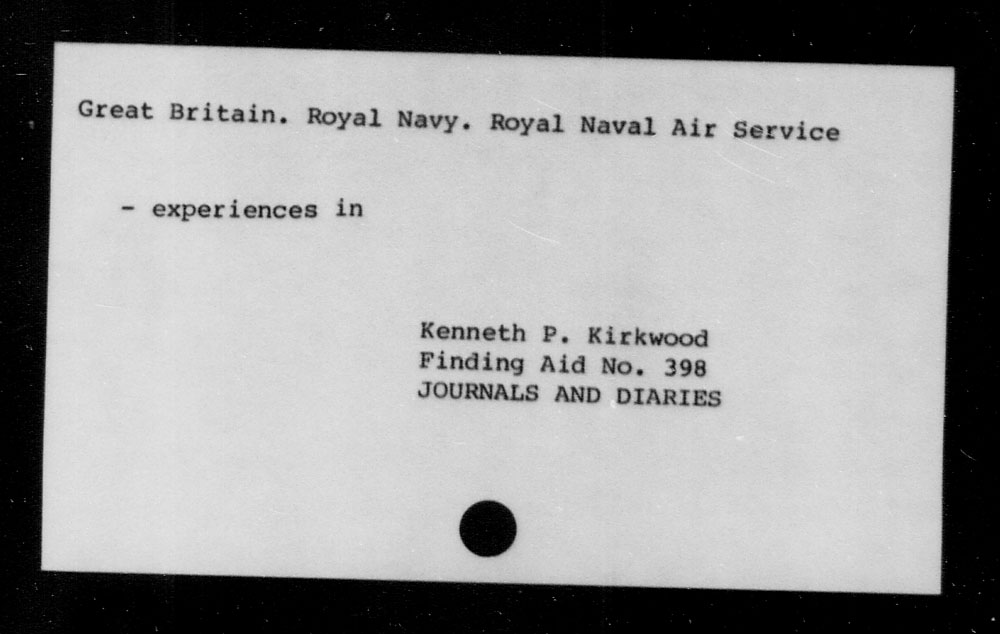 Great Britain. Royal Navy. Royal Naval Air Service
- experiences in
Kenneth P. Kirkwood
Finding Aid No. 398
JOURNALS AND DIARIES